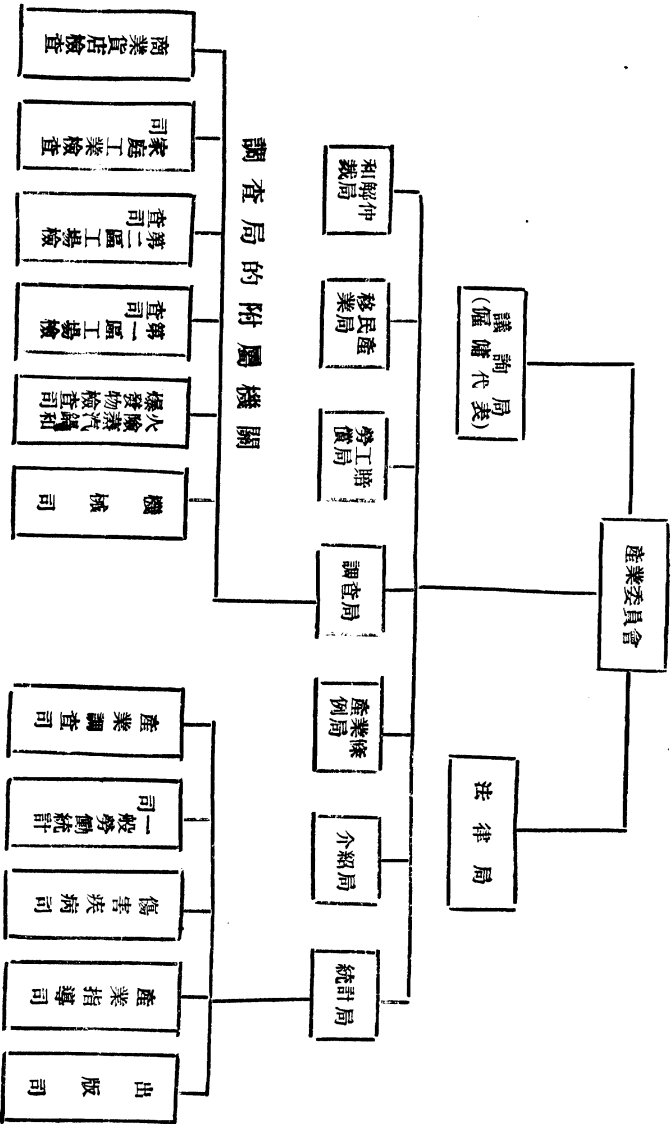 產業委員會
議詢局
(僱傭代表)
法律局
和解仲
裁局
移民產
業局
勞工賠
償局
調查局
產業條
例局
介紹局
統計局
調查局的附屬機關
商業貨店檢查
家庭工業檢查
司
第二區工場檢
查司
第一區工場檢
查司
火險蒸汽鍋和
爆發物檢查司
機械司
產業調查司
一般勞働統計
司
傷害疾病司
產業指導司
出版司